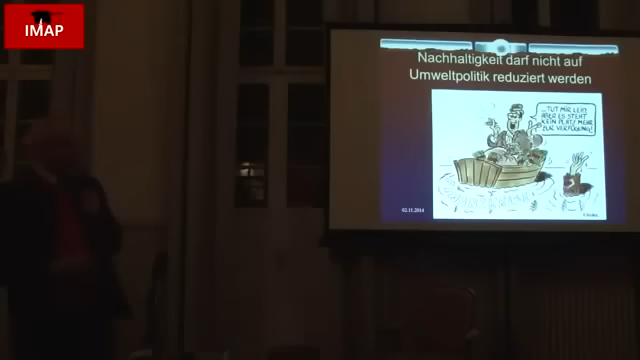 IMAP
Nachhaltigkeit darf nicht auf
Umweltpolitik reduziert werden
...TUT MIR LEID,
ABER ES STEHT
KEIN PLATZ MEHR
ZUR VERFÜGUNG!
02.11.2014